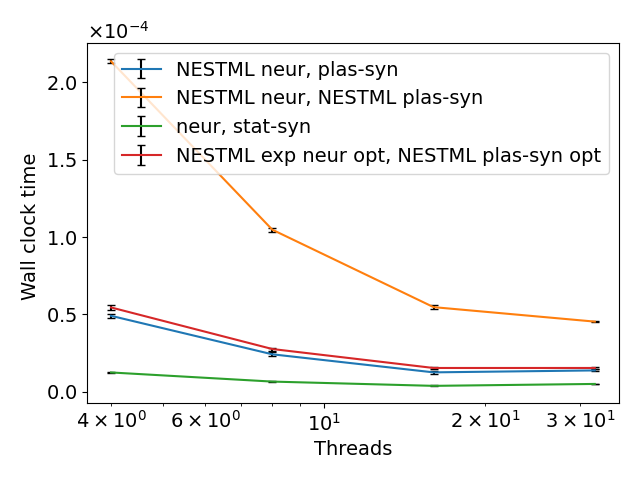 ×10⁻⁴
NESTML neur, plas-syn
NESTML neur, NESTML plas-syn
neur, stat-syn
NESTML exp neur opt, NESTML plas-syn opt
2.0
1.5
1.0
0.5
0.0
Wall clock time
4 × 10⁰ 6 × 10⁰ 10¹ 2 × 10¹ 3 × 10¹
Threads